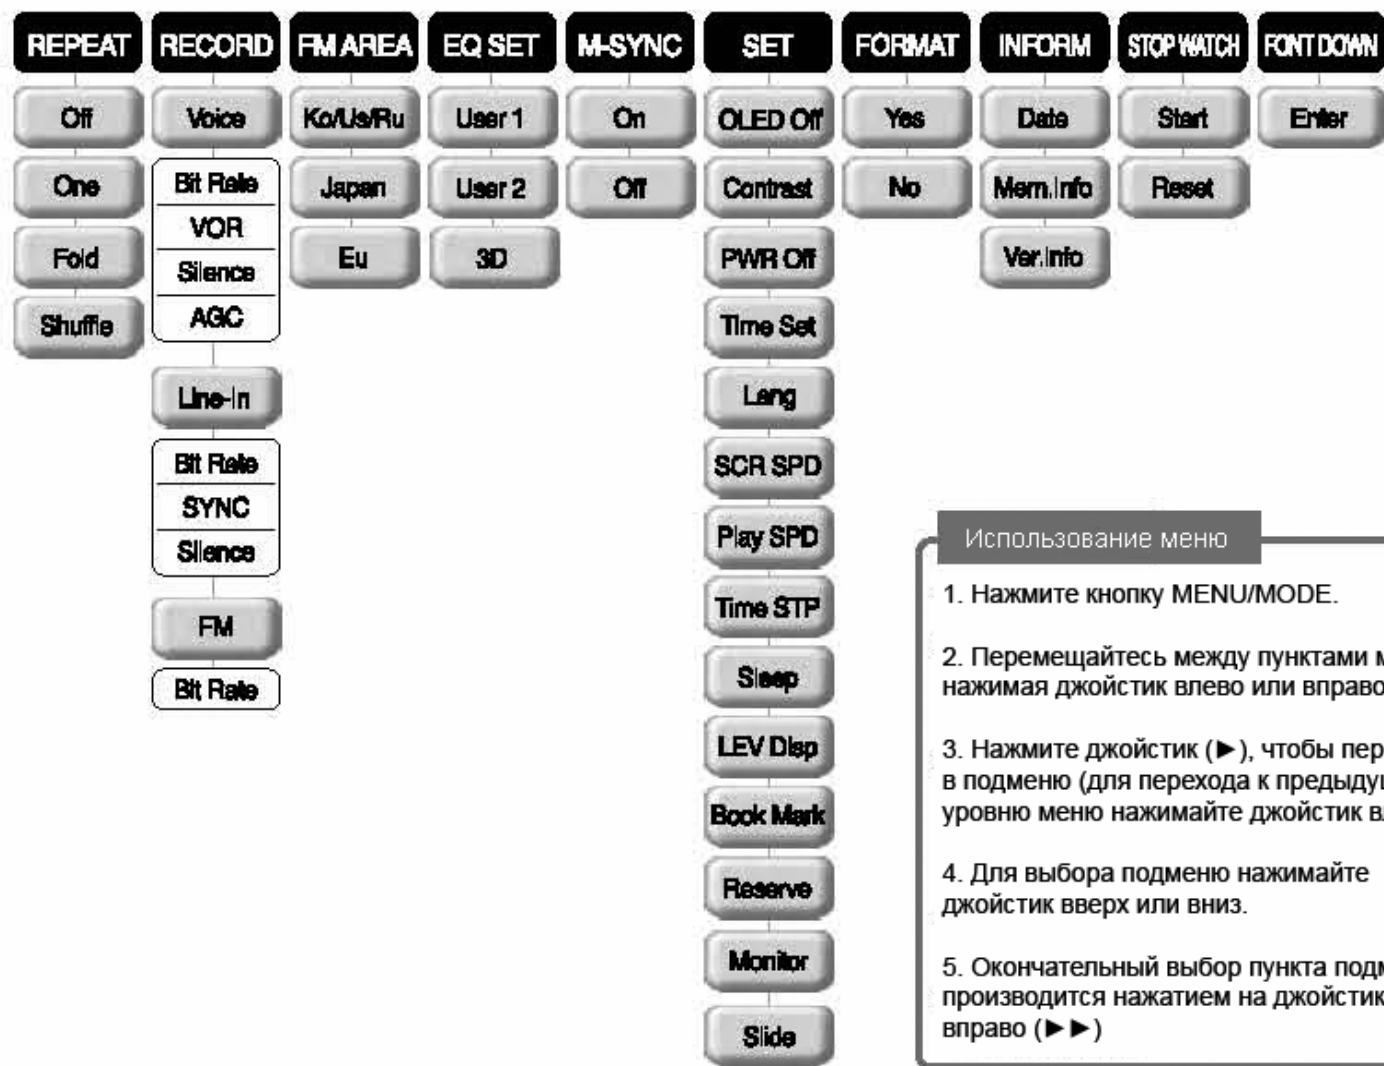 REPEAT
Off
One
Fold
Shuffle
RECORD
Voice
Bit Rate
VOR
Silence
AGC
Line-In
Bit Rate
SYNC
Silence
FM
Bit Rate
FM AREA
Ko/Us/Ru
Japan
Eu
EQ SET
User 1
User 2
3D
M-SYNC
On
Off
SET
OLED Off
Contrast
PWR Off
Time Set
Lang
SCR SPD
Play SPD
Time STP
Sleep
LEV Disp
Book Mark
Reserve
Monitor
Slide
FORMAT
Yes
No
INFORM
Date
Mem.Info
Ver.Info
STOP WATCH
Start
Reset
FONT DOWN
Enter
Использование меню
1. Нажмите кнопку MENU/MODE.
2. Перемещайтесь между пунктами
нажимая джойстик влево или вправо
3. Нажмите джойстик (►), чтобы
в подменю (для перехода к
уровню меню нажимайте джойстик
4. Для выбора подменю нажимайте
джойстик вверх или вниз.
5. Окончательный выбор пункта
производится нажатием на джойстик
вправо (►►)